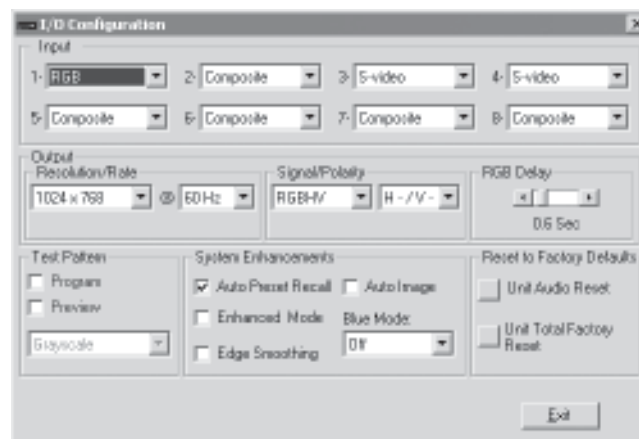 I/O Configuration
Input
1- RGB 2- Composite 3- S-video 4- S-video
5- Composite 6- Composite 7- Composite 8- Composite
Output
Resolution/Rate Signal/Polarity RGB Delay
1024 x 768 @ 60 Hz RGBHV H - / V -
0.6 Sec
Test Pattern System Enhancements Reset to Factory Defaults
Program Auto Preset Recall Auto Image Unit Audio Reset
Preview Enhanced Mode Blue Mode:
Grayscale Edge Smoothing Off Unit Total Factory
Reset
Exit